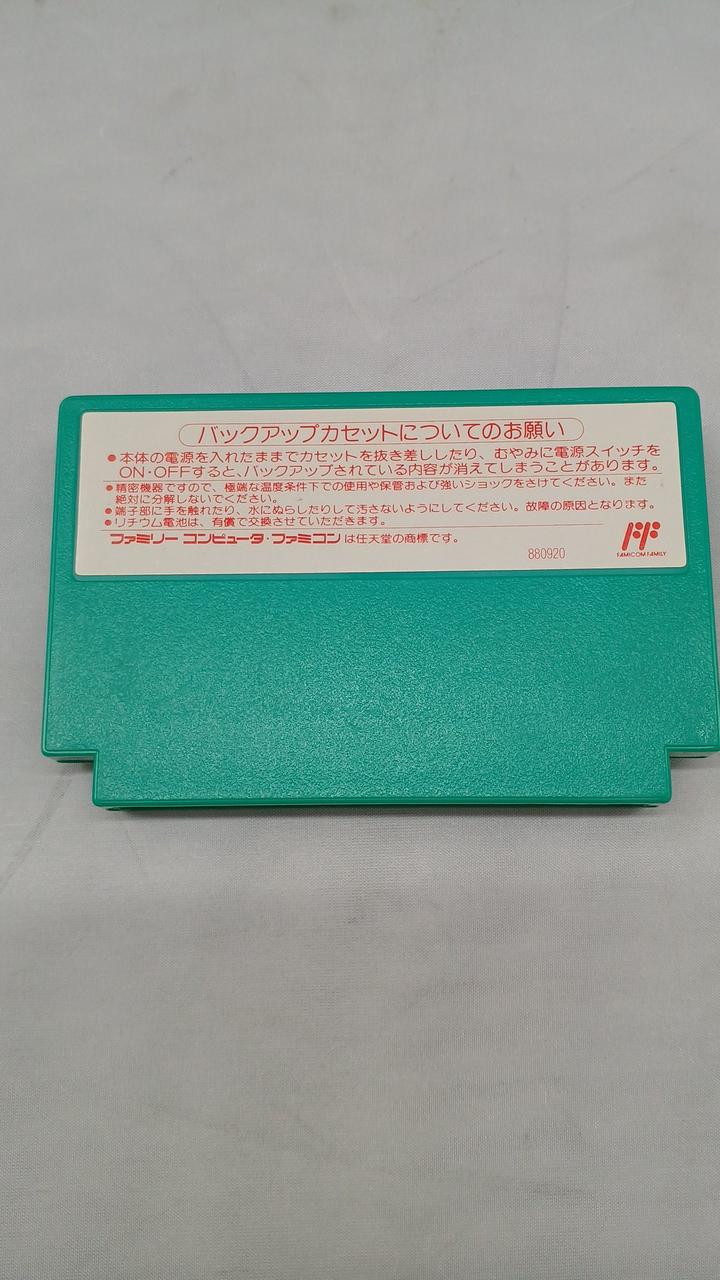 バックアップカセットについてのお願い
●本体の電源を入れたままでカセットを抜き差ししたり、むやみに電源スイッチを
ON・OFFすると、バックアップされている内容が消えてしまうことがあります。
●精密機器ですので、極端な温度条件下での使用や保管および強いショックをさけてください。また
絶対に分解しないでください。
●端子部に手を触れたり、水にぬらしたりして汚さないようにしてください。故障の原因となります。
●リチウム電池は、有償で交換させていただきます。
ファミリー コンピュータ・ファミコンは任天堂の商標です。
880920
FAMICOM FAMILY